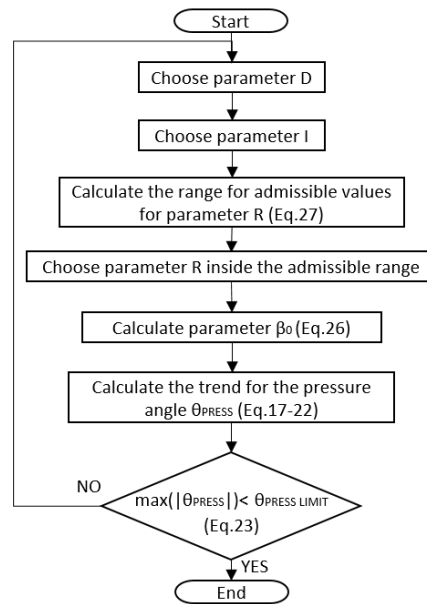 Start
Choose parameter D
Choose parameter I
Calculate the range for admissible values
for parameter R (Eq.27)
Choose parameter R inside the admissible range
Calculate parameter β₀ (Eq.26)
Calculate the trend for the pressure
angle θPRESS (Eq.17-22)
NO
max(|θPRESS|)< θPRESS LIMIT
(Eq.23)
YES
End